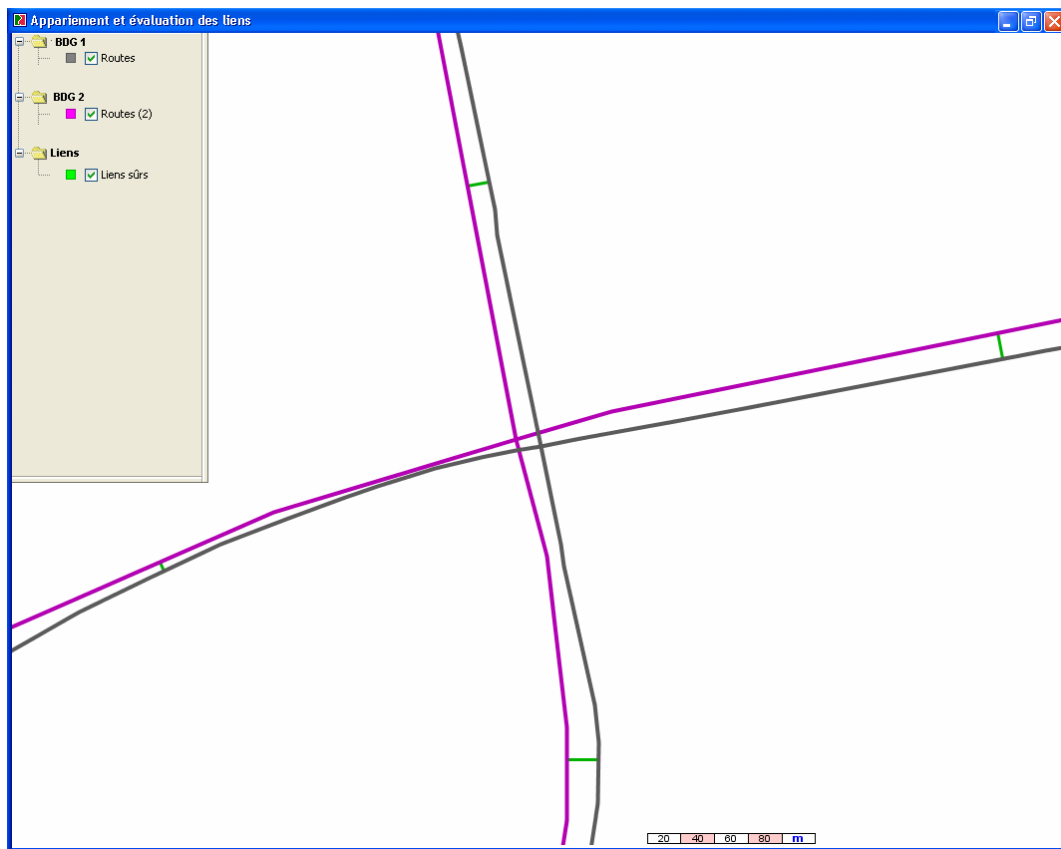 Appariement et évaluation des liens
BDG 1
Routes
BDG 2
Routes (2)
Liens
Liens sûrs
20 40 60 80 m